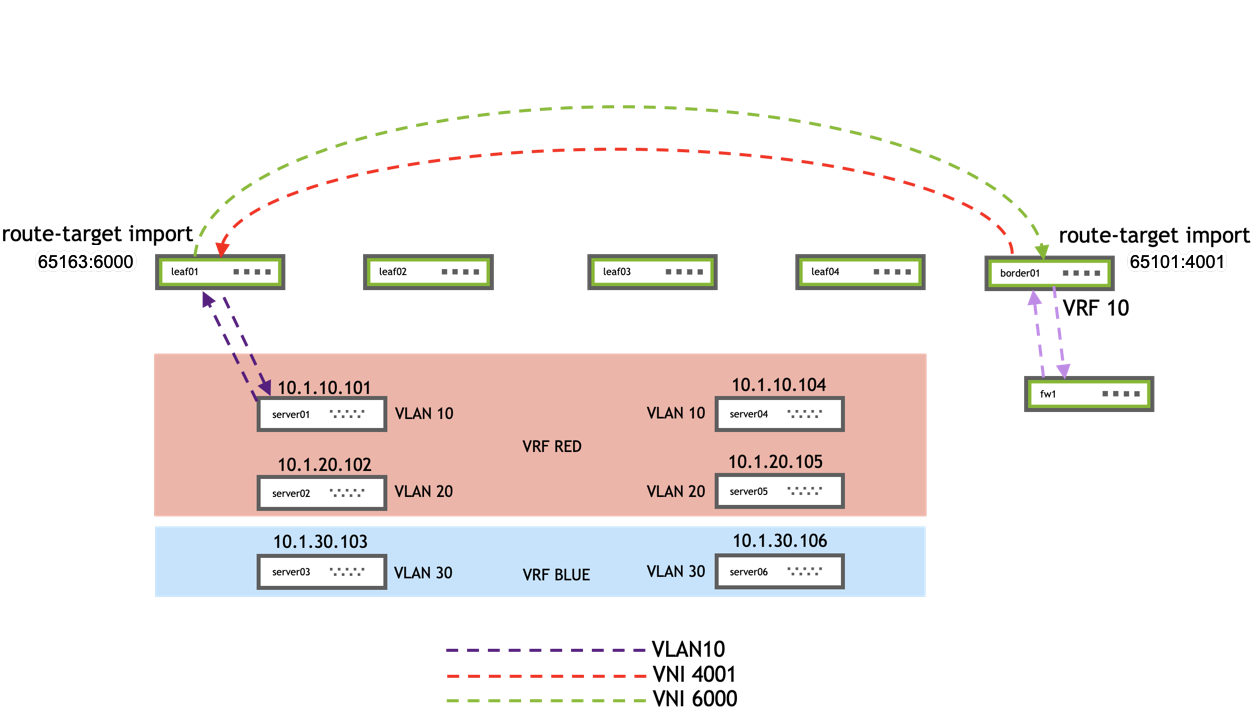 route-target import
65163:6000
route-target import
65101:4001
leaf01
leaf02
leaf03
leaf04
border01
VRF 10
fw1
10.1.10.101
server01
VLAN 10
10.1.10.104
VLAN 10
server04
VRF RED
10.1.20.102
server02
VLAN 20
10.1.20.105
VLAN 20
server05
10.1.30.103
server03
VLAN 30
VRF BLUE
10.1.30.106
VLAN 30
server06
VLAN10
VNI 4001
VNI 6000